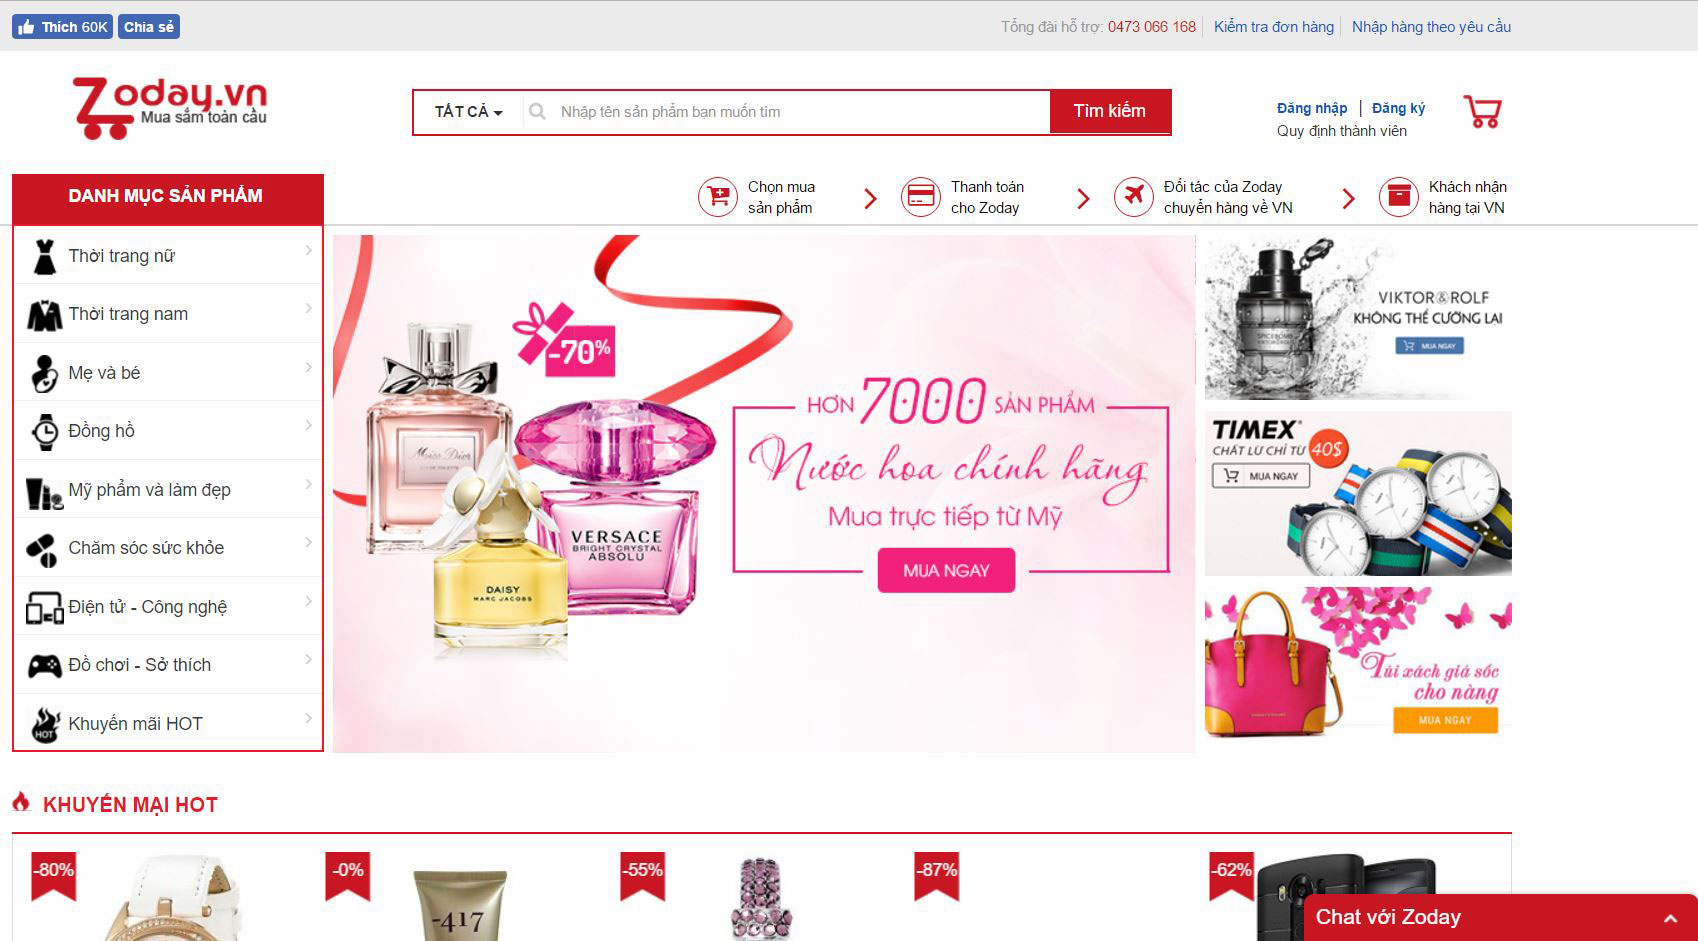 Thích 60K Chia sẻ
Tổng đài hỗ trợ: 0473 066 168 Kiểm tra đơn hàng Nhập hàng theo yêu cầu
Zoday.vn
Mua sắm toàn cầu
TẤT CẢ Nhập tên sản phẩm bạn muốn tìm Tìm kiếm
Đăng nhập | Đăng ký
Quy định thành viên
DANH MỤC SẢN PHẨM
Chọn mua
sản phẩm
Thanh toán
cho Zoday
Đối tác của Zoday
chuyển hàng về VN
Khách nhận
hàng tại VN
Thời trang nữ
Thời trang nam
Mẹ và bé
Đồng hồ
Mỹ phẩm và làm đẹp
Chăm sóc sức khỏe
Điện tử - Công nghệ
Đồ chơi - Sở thích
HOT
Khuyến mãi HOT
-70%
Miss Dior
VERSACE
BRIGHT CRYSTAL
ABSOLU
DAISY
MARC JACOBS
HƠN 7000 SẢN PHẨM
Nước hoa chính hãng
Mua trực tiếp từ Mỹ
MUA NGAY
VIKTOR&ROLF
KHÔNG THỂ CƯỠNG LẠI
MUA NGAY
SPICEBOMB
TIMEX
CHẤT LỪ CHỈ TỪ 40$
MUA NGAY
Túi xách giá sốc
cho nàng
MUA NGAY
KHUYẾN MẠI HOT
-80%
-0%
-417
-55%
-87%
-62%
Chat với Zoday